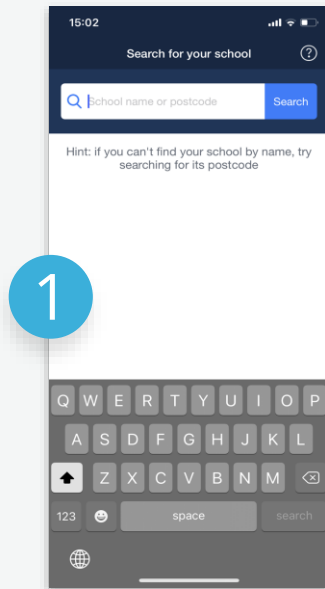 15:02
Search for your school ?
School name or postcode Search
Hint: if you can't find your school by name, try
searching for its postcode
1
Q W E R T Y U I O P
A S D F G H J K L
Z X C V B N M
123 space search